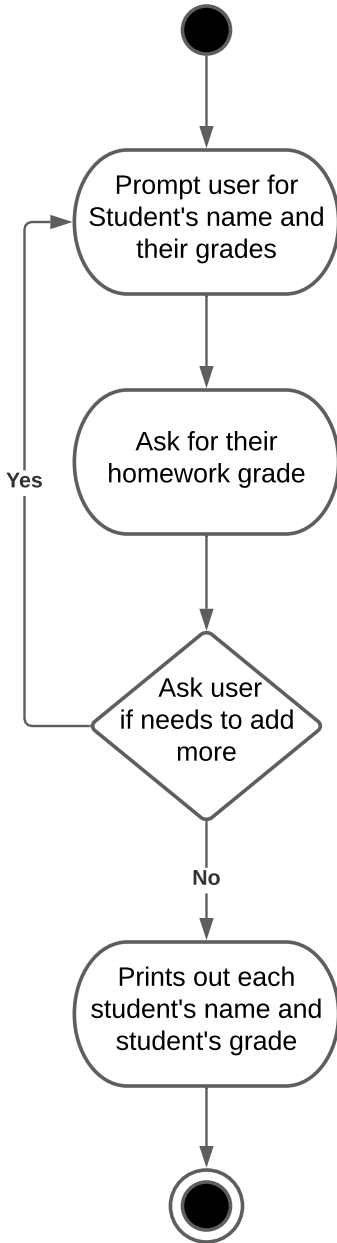 Prompt user for
Student's name and
their grades
Ask for their
homework grade
Yes
Ask user
if needs to add
more
No
Prints out each
student's name and
student's grade